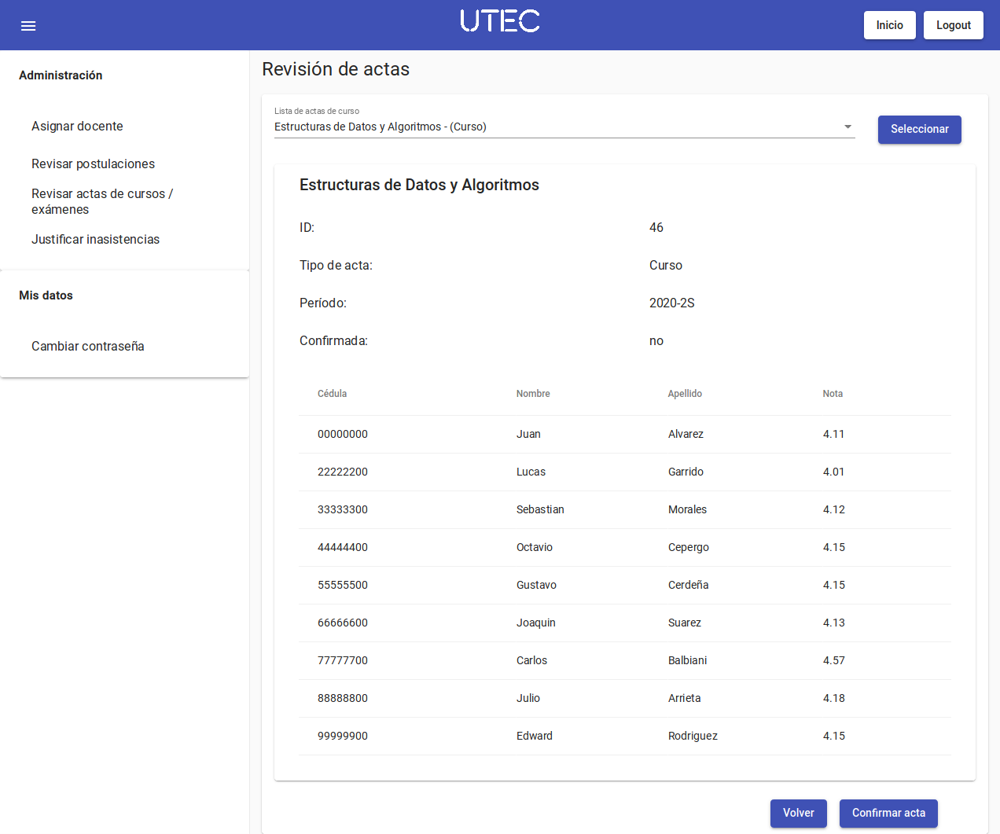 UTEC
Inicio
Logout
Administración
Asignar docente
Revisar postulaciones
Revisar actas de cursos /
exámenes
Justificar inasistencias
Mis datos
Cambiar contraseña
Revisión de actas
Lista de actas de curso
Estructuras de Datos y Algoritmos - (Curso)
Seleccionar
Estructuras de Datos y Algoritmos
ID: 46
Tipo de acta: Curso
Período: 2020-2S
Confirmada: no
Cédula Nombre Apellido Nota
00000000 Juan Alvarez 4.11
22222200 Lucas Garrido 4.01
33333300 Sebastian Morales 4.12
44444400 Octavio Cepergo 4.15
55555500 Gustavo Cerdeña 4.15
66666600 Joaquin Suarez 4.13
77777700 Carlos Balbiani 4.57
88888800 Julio Arrieta 4.18
99999900 Edward Rodriguez 4.15
Volver
Confirmar acta